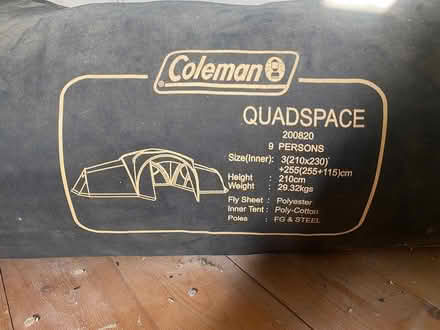 Coleman
QUADSPACE
200820
9 PERSONS
Size(Inner): 3(210x230)
+255(255+115)cm
Height : 210cm
Weight : 29.32kgs
Fly Sheet : Polyester
Inner Tent : Poly-Cotton
Poles : FG & STEEL